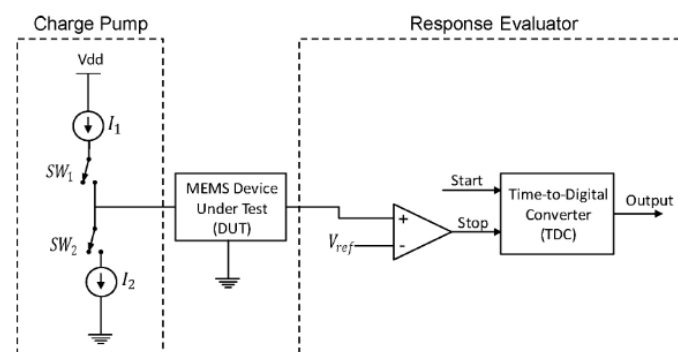 Charge Pump
Response Evaluator
Vdd
I₁
SW₁
MEMS Device
Under Test
(DUT)
Start
Time-to-Digital
Converter
(TDC)
Output
Stop
+
-
V_ref
SW₂
I₂